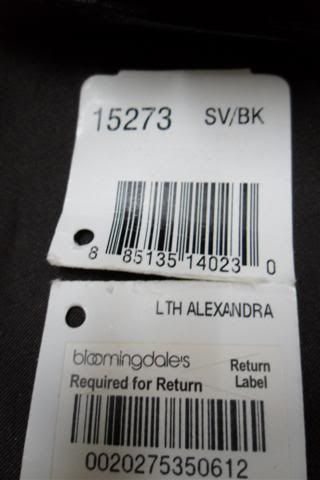 15273 SV/BK
8 85135 14023 0
LTH ALEXANDRA
bloomingdale's Return
Required for Return Label
0020275350612